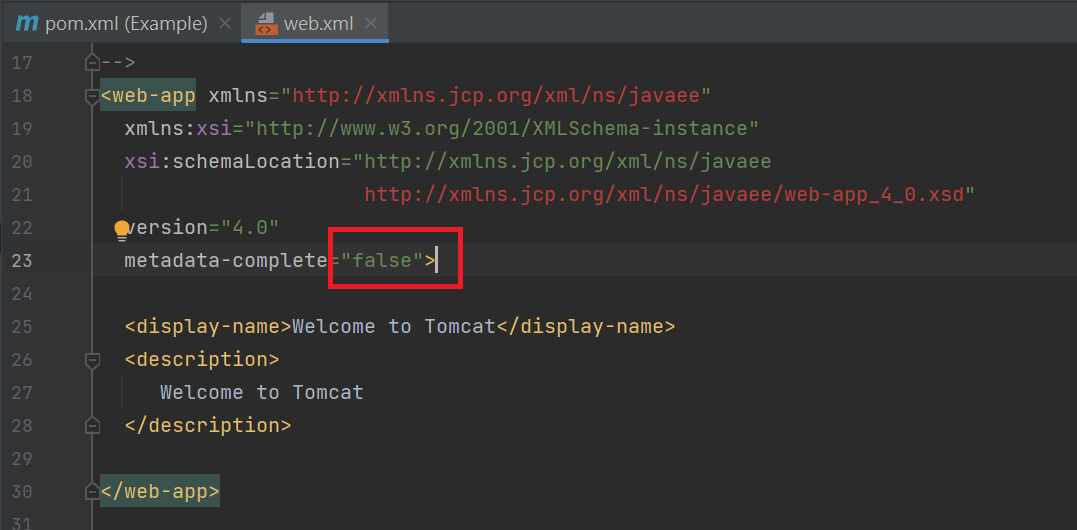 m pom.xml (Example) × web.xml ×
17 -->
18 <web-app xmlns="http://xmlns.jcp.org/xml/ns/javaee"
19 xmlns:xsi="http://www.w3.org/2001/XMLSchema-instance"
20 xsi:schemaLocation="http://xmlns.jcp.org/xml/ns/javaee
21 http://xmlns.jcp.org/xml/ns/javaee/web-app_4_0.xsd"
22 version="4.0"
23 metadata-complete="false">
24
25 <display-name>Welcome to Tomcat</display-name>
26 <description>
27 Welcome to Tomcat
28 </description>
29
30 </web-app>
31